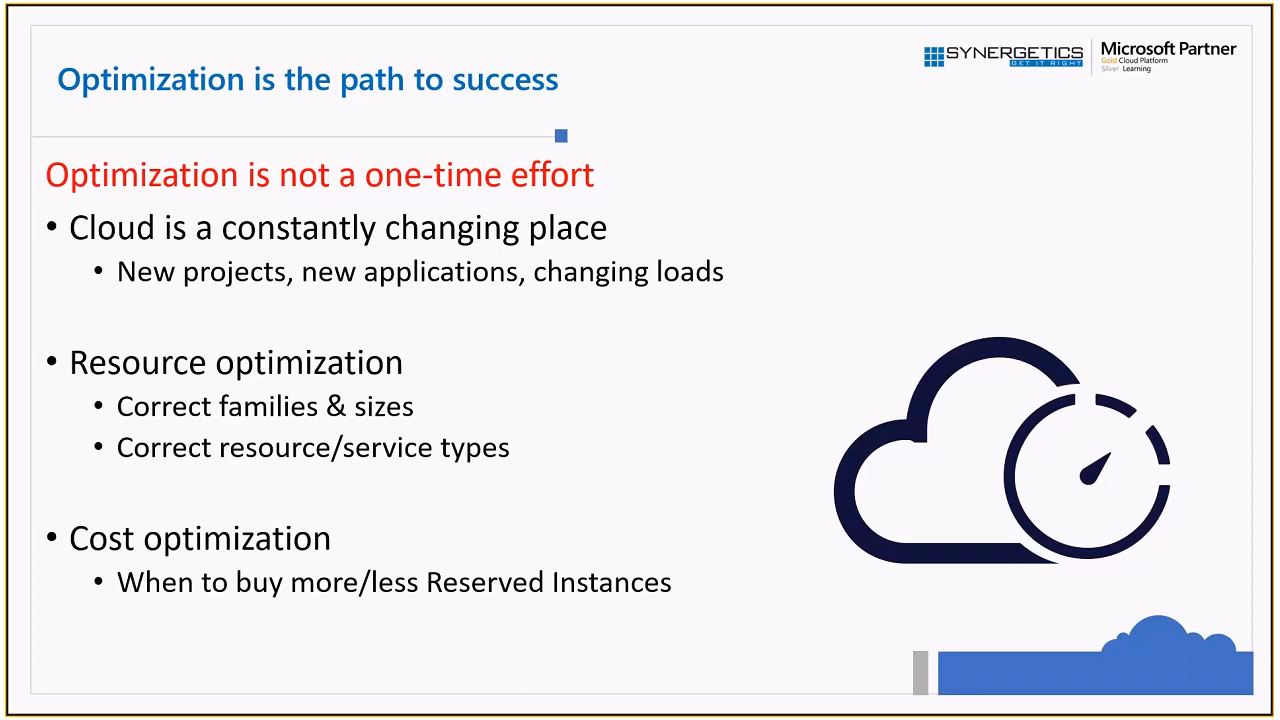 SYNERGETICS
GET IT RIGHT
Microsoft Partner
Gold Cloud Platform
Silver Learning
Optimization is the path to success
Optimization is not a one-time effort
• Cloud is a constantly changing place
• New projects, new applications, changing loads
• Resource optimization
• Correct families & sizes
• Correct resource/service types
• Cost optimization
• When to buy more/less Reserved Instances